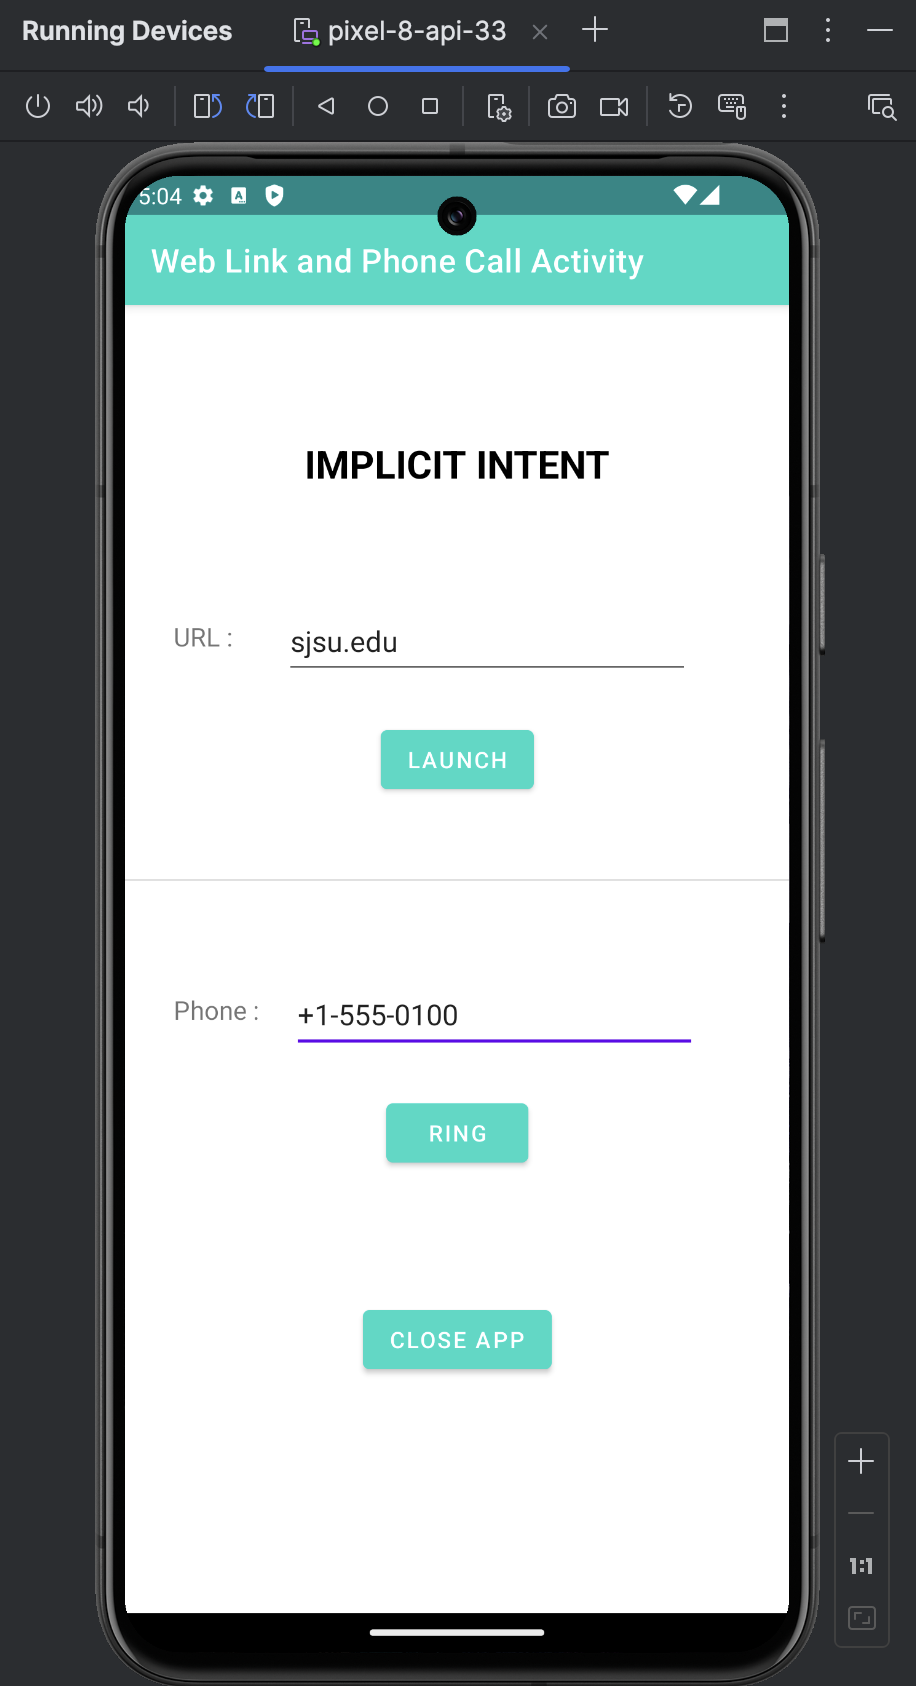 Running Devices
pixel-8-api-33
5:04
Web Link and Phone Call Activity
IMPLICIT INTENT
URL :
sjsu.edu
LAUNCH
Phone :
+1-555-0100
RING
CLOSE APP
1:1